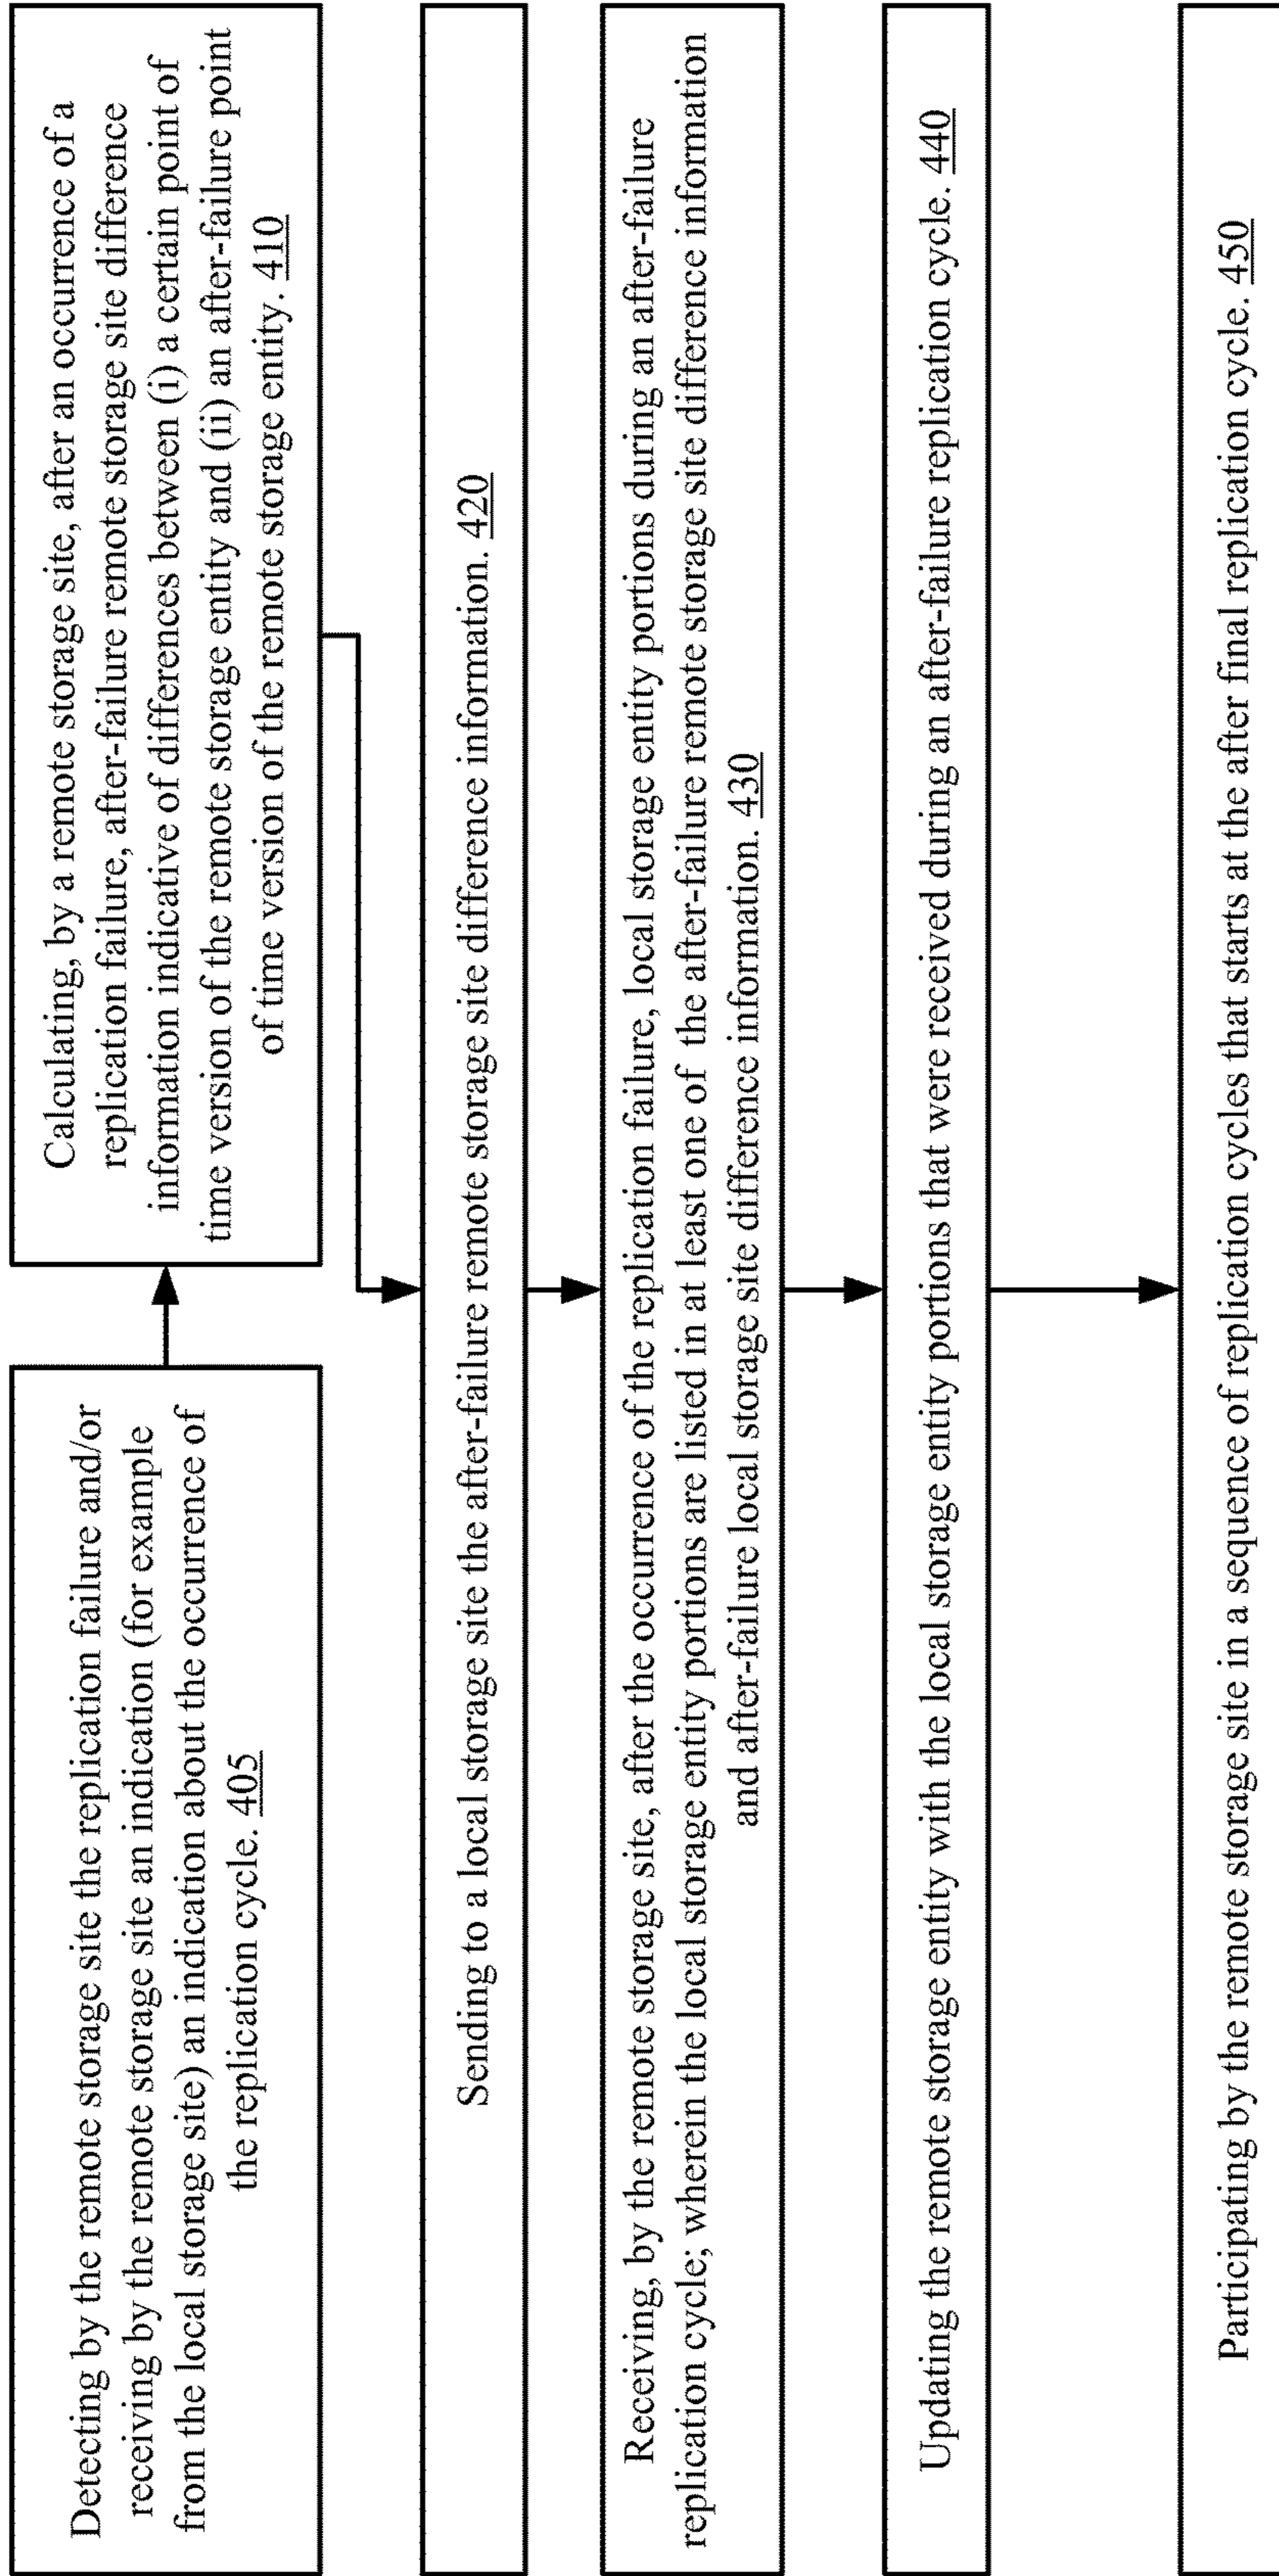 Detecting by the remote storage site the replication failure and/or
receiving by the remote storage site an indication (for example
from the local storage site) an indication about the occurrence of
the replication cycle. 405
Calculating, by a remote storage site, after an occurrence of a
replication failure, after-failure remote storage site difference
information indicative of differences between (i) a certain point of
time version of the remote storage entity and (ii) an after-failure point
of time version of the remote storage entity. 410
Sending to a local storage site the after-failure remote storage site difference information. 420
Receiving, by the remote storage site, after the occurrence of the replication failure, local storage entity portions during an after-failure
replication cycle; wherein the local storage entity portions are listed in at least one of the after-failure remote storage site difference information
and after-failure local storage site difference information. 430
Updating the remote storage entity with the local storage entity portions that were received during an after-failure replication cycle. 440
Participating by the remote storage site in a sequence of replication cycles that starts at the after final replication cycle. 450